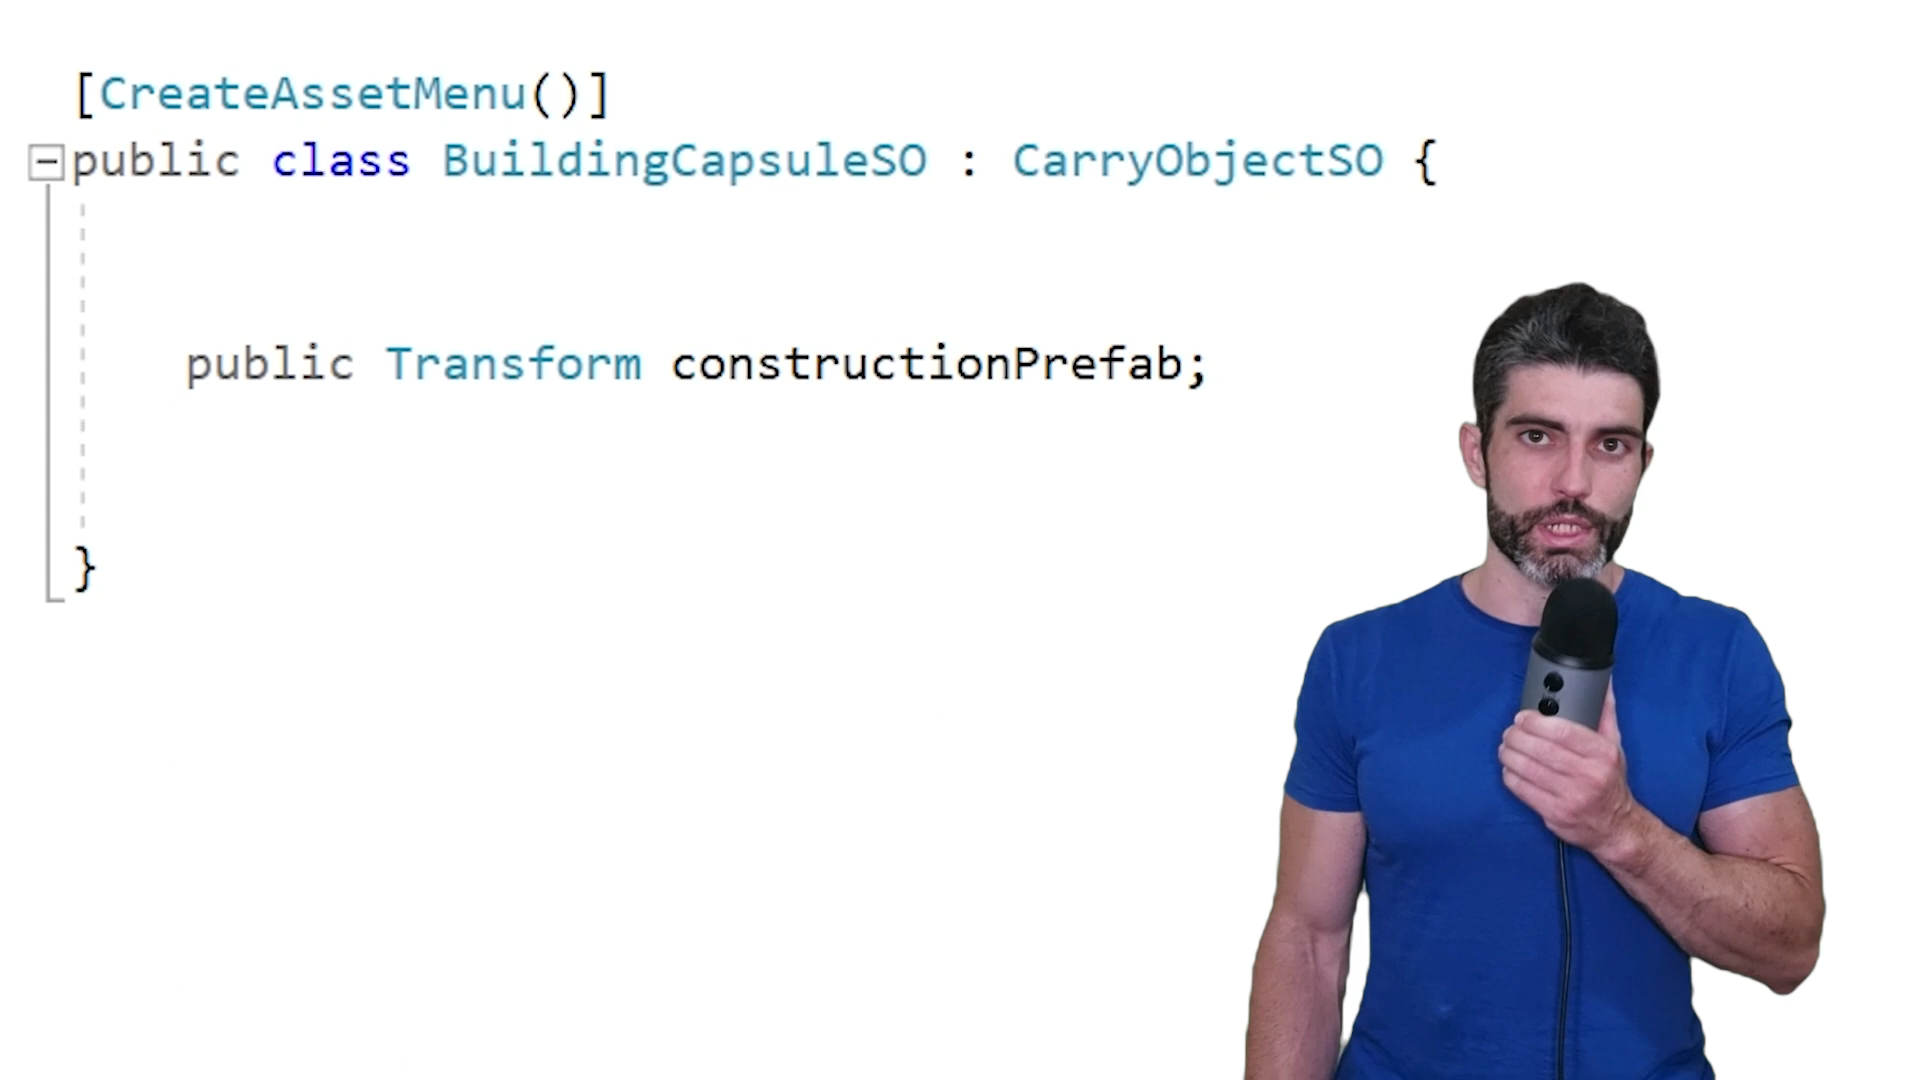 [CreateAssetMenu()]
public class BuildingCapsuleSO : CarryObjectSO {
public Transform constructionPrefab;
}